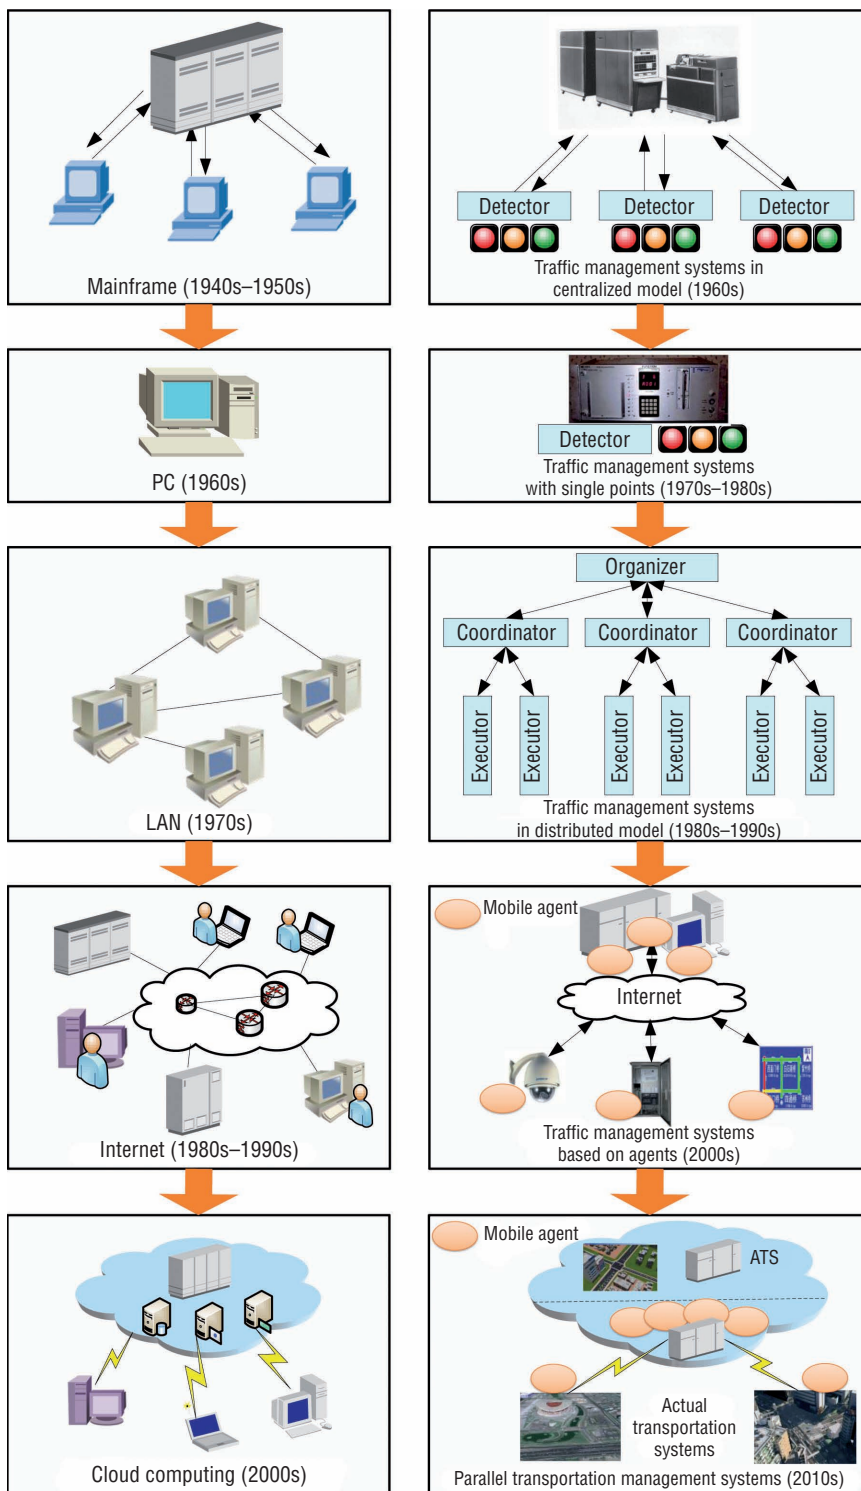 Mainframe (1940s–1950s)
PC (1960s)
LAN (1970s)
Internet (1980s–1990s)
Cloud computing (2000s)
Detector
Detector
Detector
Traffic management systems in
centralized model (1960s)
Detector
Traffic management systems
with single points (1970s–1980s)
Organizer
Coordinator
Coordinator
Coordinator
Executor
Executor
Executor
Executor
Executor
Executor
Traffic management systems
in distributed model (1980s–1990s)
Mobile agent
Internet
Traffic management systems
based on agents (2000s)
Mobile agent
ATS
Actual
transportation
systems
Parallel transportation management systems (2010s)